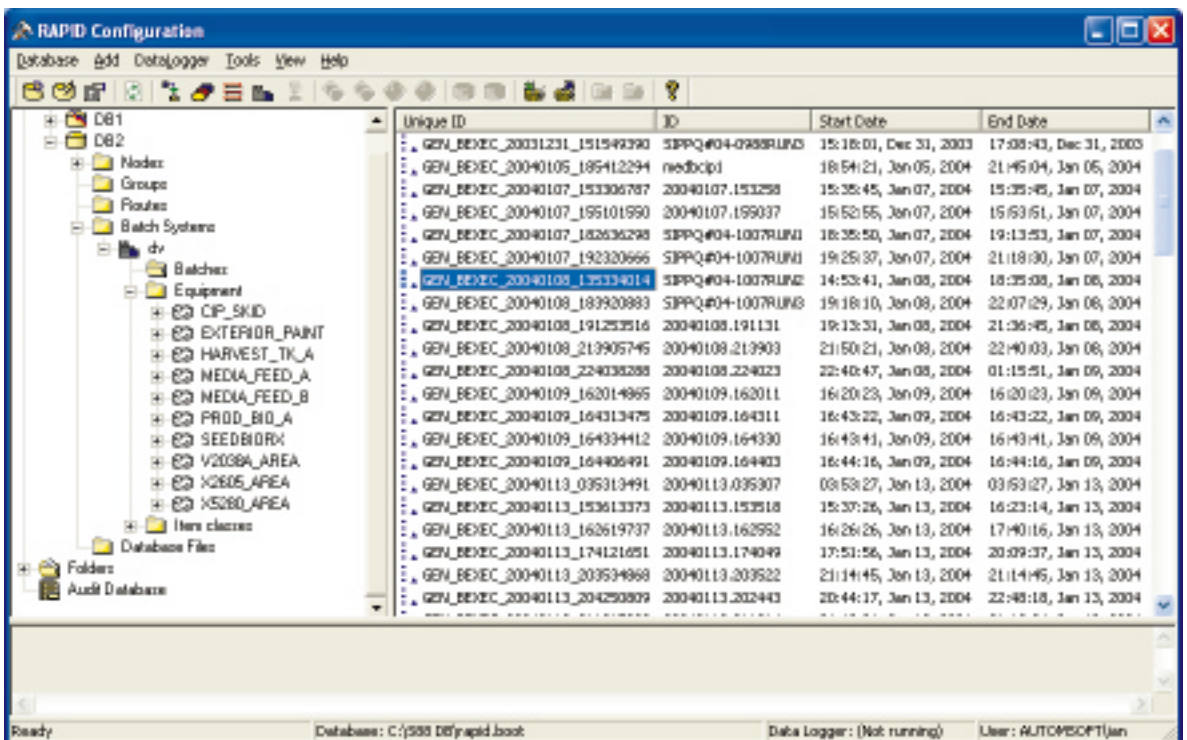 RAPID Configuration
Database Add DataLogger Tools View Help
DB1
DB2
Nodes
Groups
Routes
Batch Systems
dv
Batches
Equipment
CIP_SKID
EXTERIOR_PAINT
HARVEST_TK_A
MEDIA_FEED_A
MEDIA_FEED_B
PROD_BIO_A
SEEDBIORX
V2038A_AREA
X2605_AREA
X5280_AREA
Item classes
Database Files
Folders
Audit Database
Unique ID ID Start Date End Date
GEN_BEXEC_20031231_151549390 SIPPQ#04-0988RUN3 15:18:01, Dec 31, 2003 17:08:43, Dec 31, 2003
GEN_BEXEC_20040105_185412294 medbcip1 18:54:21, Jan 05, 2004 21:45:04, Jan 05, 2004
GEN_BEXEC_20040107_153306787 20040107.153258 15:35:45, Jan 07, 2004 15:35:45, Jan 07, 2004
GEN_BEXEC_20040107_155101550 20040107.155037 15:52:55, Jan 07, 2004 15:53:51, Jan 07, 2004
GEN_BEXEC_20040107_182636298 SIPPQ#04-1007RUN1 18:35:50, Jan 07, 2004 19:13:53, Jan 07, 2004
GEN_BEXEC_20040107_192320666 SIPPQ#04-1007RUN1 19:25:37, Jan 07, 2004 21:18:30, Jan 07, 2004
GEN_BEXEC_20040108_135334014 SIPPQ#04-1007RUN2 14:53:41, Jan 08, 2004 18:35:08, Jan 08, 2004
GEN_BEXEC_20040108_183920883 SIPPQ#04-1007RUN3 19:18:10, Jan 08, 2004 22:07:29, Jan 08, 2004
GEN_BEXEC_20040108_191253516 20040108.191131 19:13:31, Jan 08, 2004 21:36:45, Jan 08, 2004
GEN_BEXEC_20040108_213905745 20040108.213903 21:50:21, Jan 08, 2004 22:40:03, Jan 08, 2004
GEN_BEXEC_20040108_224038288 20040108.224023 22:40:47, Jan 08, 2004 01:15:51, Jan 09, 2004
GEN_BEXEC_20040109_162014865 20040109.162011 16:20:23, Jan 09, 2004 16:20:23, Jan 09, 2004
GEN_BEXEC_20040109_164313475 20040109.164311 16:43:22, Jan 09, 2004 16:43:22, Jan 09, 2004
GEN_BEXEC_20040109_164334412 20040109.164330 16:43:41, Jan 09, 2004 16:43:41, Jan 09, 2004
GEN_BEXEC_20040109_164406491 20040109.164403 16:44:16, Jan 09, 2004 16:44:16, Jan 09, 2004
GEN_BEXEC_20040113_035313491 20040113.035307 03:53:27, Jan 13, 2004 03:53:27, Jan 13, 2004
GEN_BEXEC_20040113_153613373 20040113.153518 15:37:26, Jan 13, 2004 16:23:14, Jan 13, 2004
GEN_BEXEC_20040113_162619737 20040113.162552 16:26:26, Jan 13, 2004 17:40:16, Jan 13, 2004
GEN_BEXEC_20040113_174121651 20040113.174049 17:51:56, Jan 13, 2004 20:09:37, Jan 13, 2004
GEN_BEXEC_20040113_203534868 20040113.203522 21:14:45, Jan 13, 2004 21:14:45, Jan 13, 2004
GEN_BEXEC_20040113_204250809 20040113.202443 20:44:17, Jan 13, 2004 22:48:18, Jan 13, 2004
Ready Database: C:\S88 DB\rapid.boot Data Logger: (Not running) User: AUTOMSOFT\jan